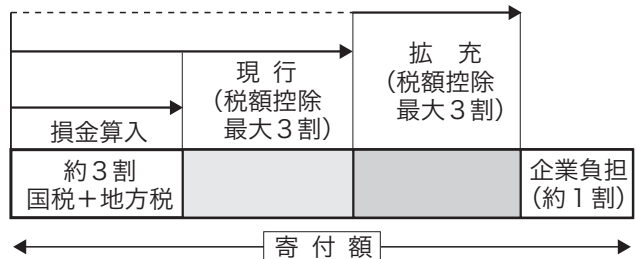 拡 充
(税額控除
最大3割)
現 行
(税額控除
最大3割)
損金算入
約3割
国税+地方税
企業負担
(約1割)
寄 付 額